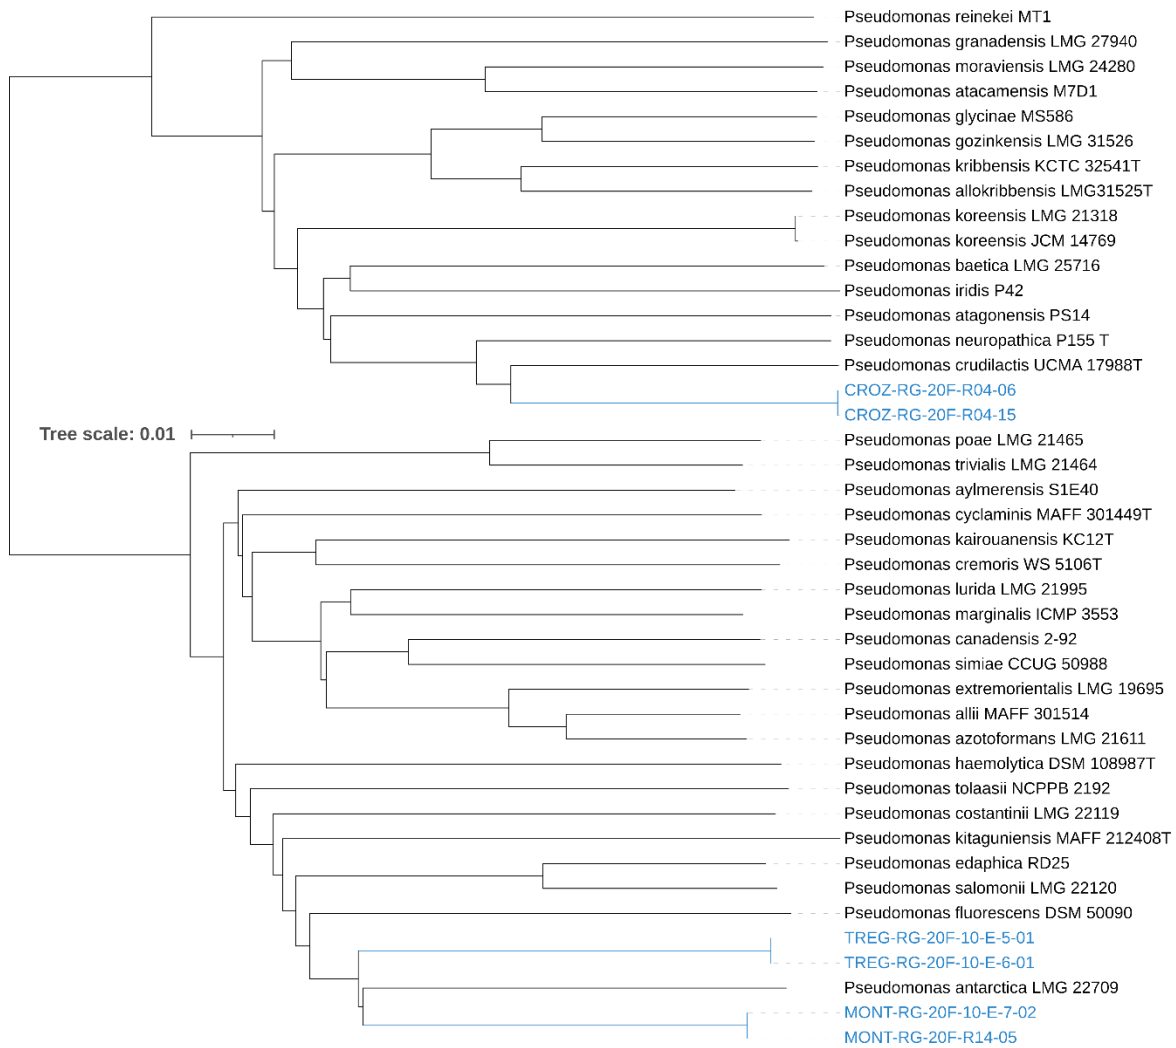 Pseudomonas reinekei MT1
Pseudomonas granadensis LMG 27940
Pseudomonas moraviensis LMG 24280
Pseudomonas atacamensis M7D1
Pseudomonas glycinae MS586
Pseudomonas gozinkensis LMG 31526
Pseudomonas kribbensis KCTC 32541T
Pseudomonas allokribbensis LMG31525T
Pseudomonas koreensis LMG 21318
Pseudomonas koreensis JCM 14769
Pseudomonas baetica LMG 25716
Pseudomonas iridis P42
Pseudomonas atagonensis PS14
Pseudomonas neuropathica P155 T
Pseudomonas crudilactis UCMA 17988T
CROZ-RG-20F-R04-06
CROZ-RG-20F-R04-15
Tree scale: 0.01
Pseudomonas poae LMG 21465
Pseudomonas trivialis LMG 21464
Pseudomonas aylmerensis S1E40
Pseudomonas cyclaminis MAFF 301449T
Pseudomonas kairouanensis KC12T
Pseudomonas cremoris WS 5106T
Pseudomonas lurida LMG 21995
Pseudomonas marginalis ICMP 3553
Pseudomonas canadensis 2-92
Pseudomonas simiae CCUG 50988
Pseudomonas extremorientalis LMG 19695
Pseudomonas allii MAFF 301514
Pseudomonas azotoformans LMG 21611
Pseudomonas haemolytica DSM 108987T
Pseudomonas tolaasii NCPPB 2192
Pseudomonas costantinii LMG 22119
Pseudomonas kitaguniensis MAFF 212408T
Pseudomonas edaphica RD25
Pseudomonas salomonii LMG 22120
Pseudomonas fluorescens DSM 50090
TREG-RG-20F-10-E-5-01
TREG-RG-20F-10-E-6-01
Pseudomonas antarctica LMG 22709
MONT-RG-20F-10-E-7-02
MONT-RG-20F-R14-05